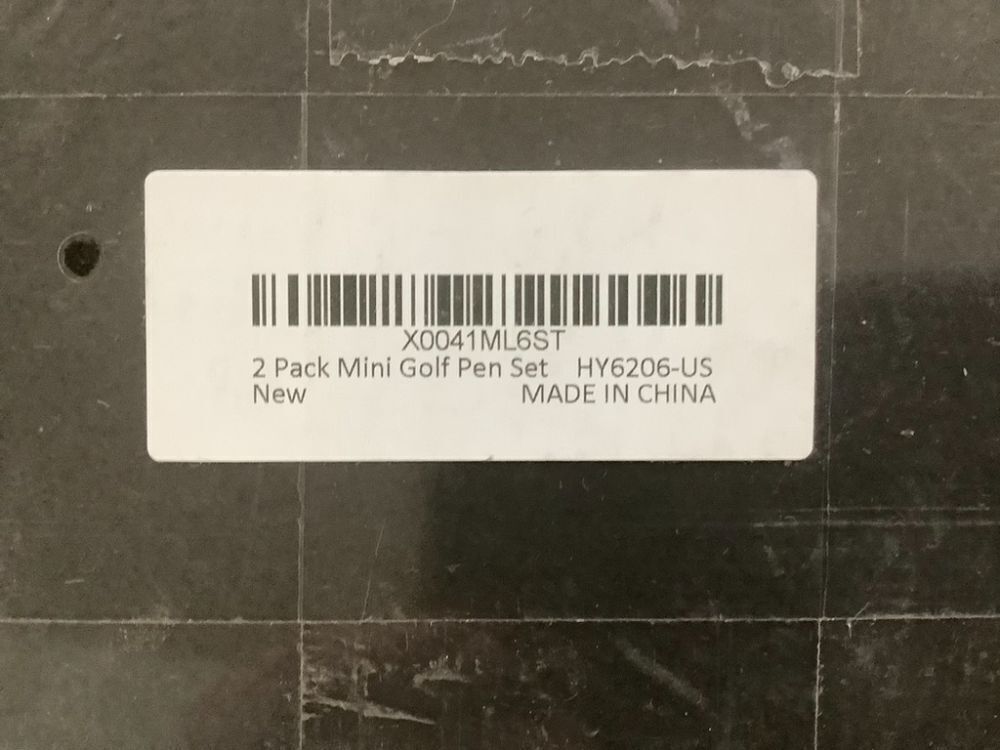 X0041ML6ST
2 Pack Mini Golf Pen Set HY6206-US
New MADE IN CHINA